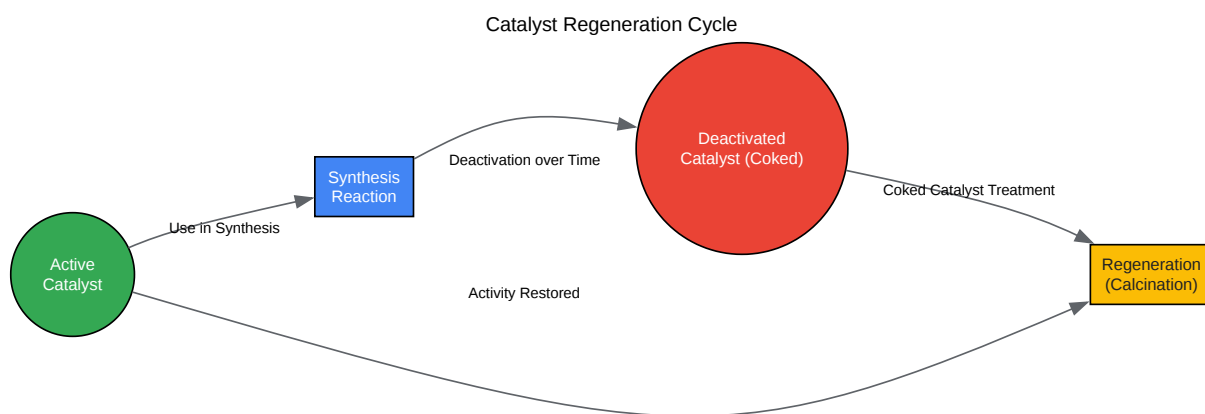 Catalyst Regeneration Cycle
Active
Catalyst
Use in Synthesis
Synthesis
Reaction
Deactivation over Time
Deactivated
Catalyst (Coked)
Coked Catalyst Treatment
Regeneration
(Calcination)
Activity Restored